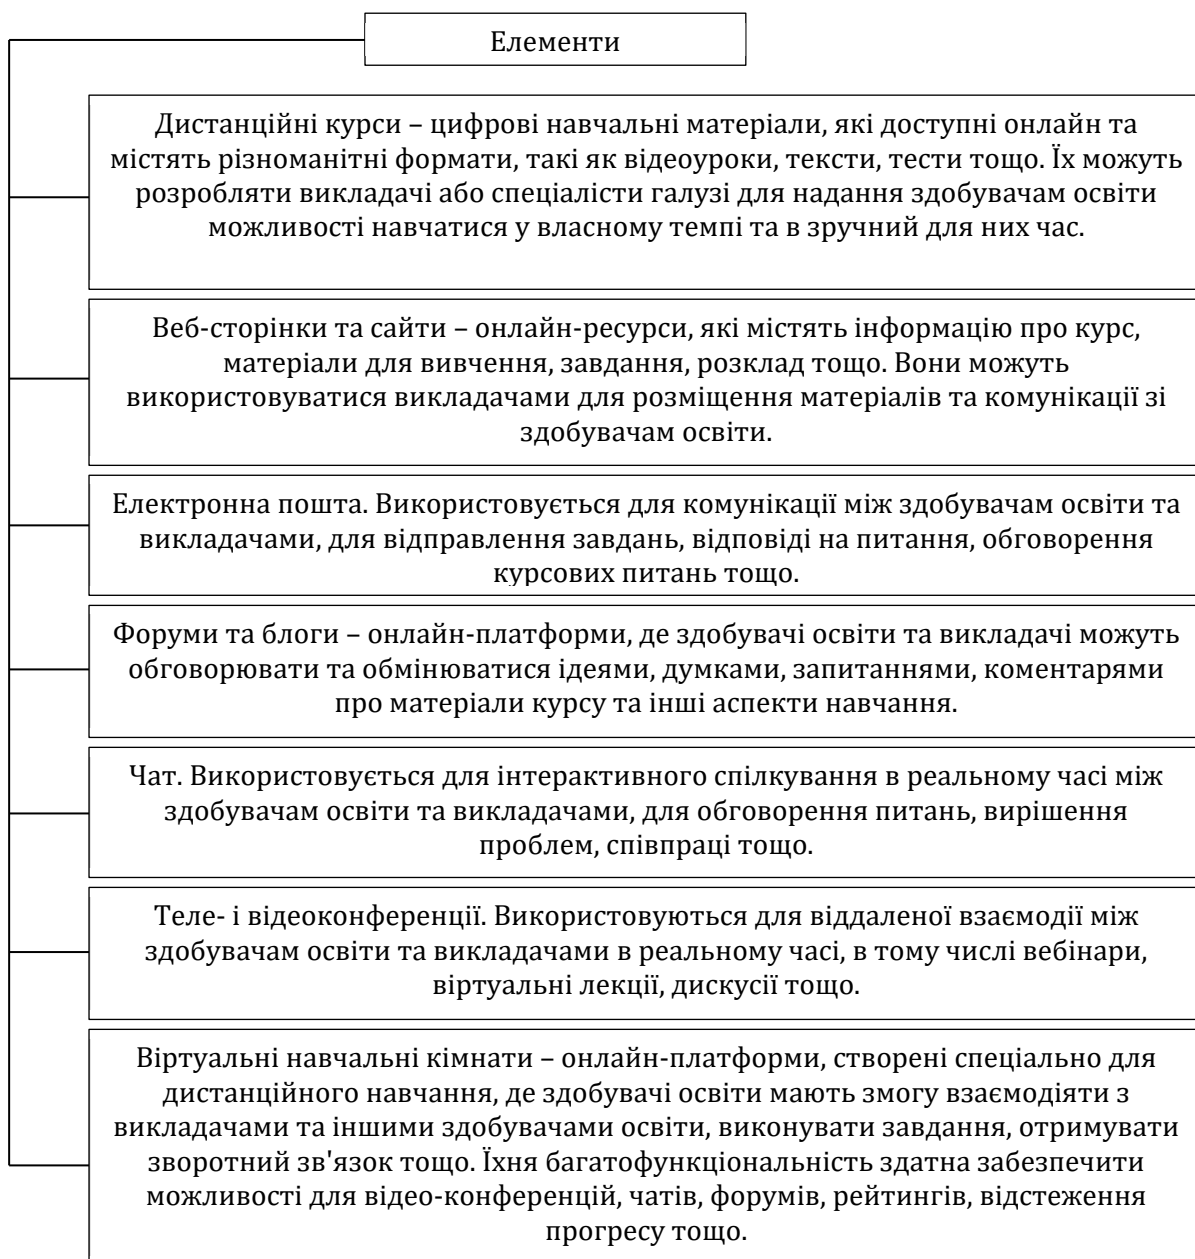 Елементи
Дистанційні курси – цифрові навчальні матеріали, які доступні онлайн та
містять різноманітні формати, такі як відеоуроки, тексти, тести тощо. Їх можуть
розробляти викладачі або спеціалісти галузі для надання здобувачам освіти
можливості навчатися у власному темпі та в зручний для них час.
Веб-сторінки та сайти – онлайн-ресурси, які містять інформацію про курс,
матеріали для вивчення, завдання, розклад тощо. Вони можуть
використовуватися викладачами для розміщення матеріалів та комунікації зі
здобувачам освіти.
Електронна пошта. Використовується для комунікації між здобувачам освіти та
викладачами, для відправлення завдань, відповіді на питання, обговорення
курсових питань тощо.
Форуми та блоги – онлайн-платформи, де здобувачі освіти та викладачі можуть
обговорювати та обмінюватися ідеями, думками, запитаннями, коментарями
про матеріали курсу та інші аспекти навчання.
Чат. Використовується для інтерактивного спілкування в реальному часі між
здобувачам освіти та викладачами, для обговорення питань, вирішення
проблем, співпраці тощо.
Теле- і відеоконференції. Використовуються для віддаленої взаємодії між
здобувачам освіти та викладачами в реальному часі, в тому числі вебінари,
віртуальні лекції, дискусії тощо.
Віртуальні навчальні кімнати – онлайн-платформи, створені спеціально для
дистанційного навчання, де здобувачі освіти мають змогу взаємодіяти з
викладачами та іншими здобувачами освіти, виконувати завдання, отримувати
зворотний зв'язок тощо. Їхня багатофункціональність здатна забезпечити
можливості для відео-конференцій, чатів, форумів, рейтингів, відстеження
прогресу тощо.